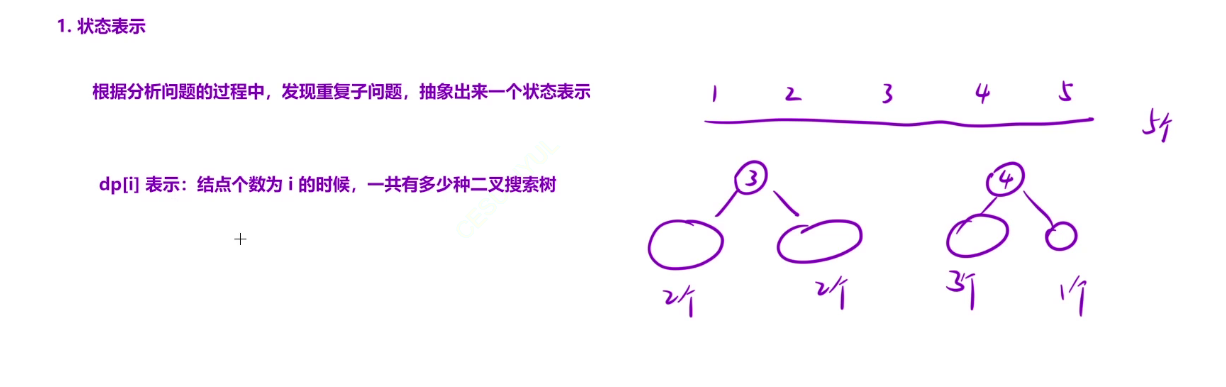 1. 状态表示
根据分析问题的过程中，发现重复子问题，抽象出来一个状态表示
dp[i] 表示：结点个数为 i 的时候，一共有多少种二叉搜索树
1 2 3 4 5
5个
3 4
2个 2个 3个 1个